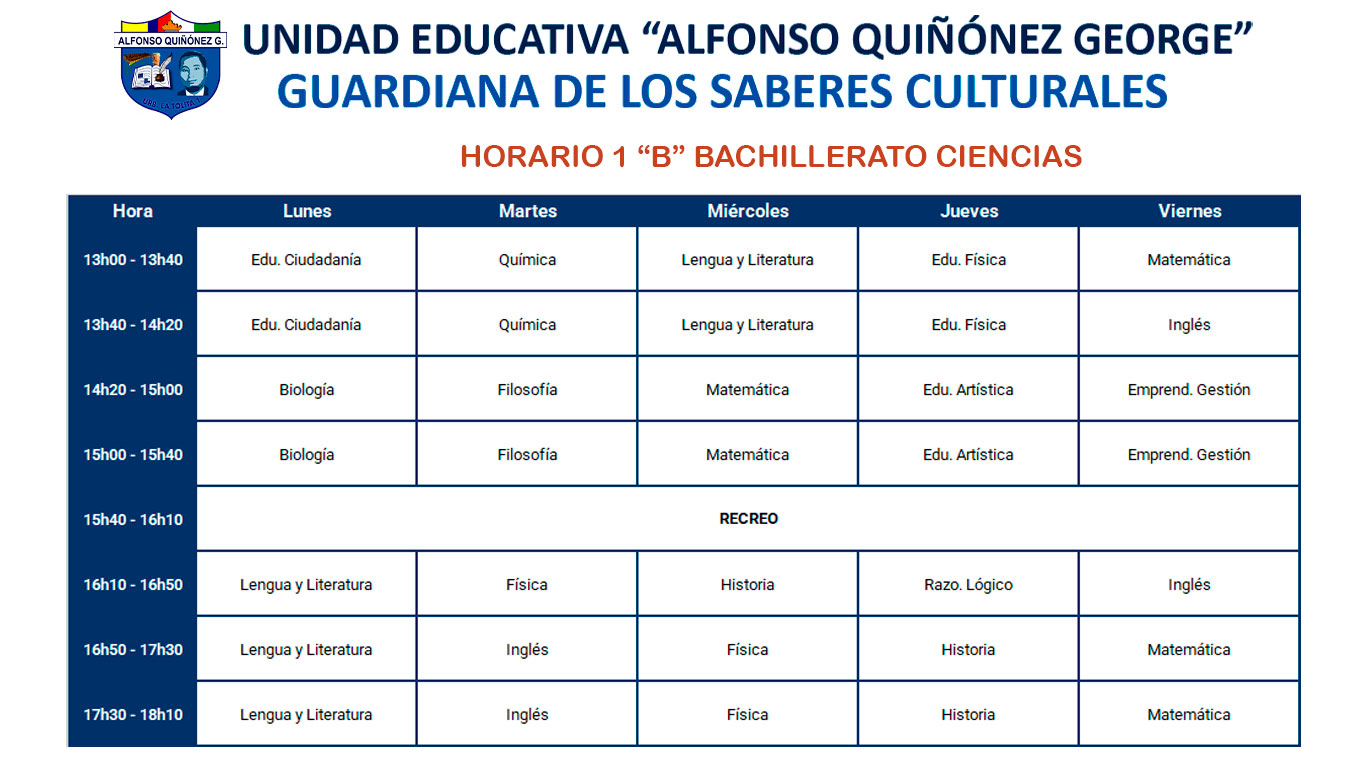 ALFONSO QUIÑÓNEZ G.
URB. LA TOLITA 1
UNIDAD EDUCATIVA “ALFONSO QUIÑÓNEZ GEORGE”
GUARDIANA DE LOS SABERES CULTURALES
HORARIO 1 “B” BACHILLERATO CIENCIAS
Hora Lunes Martes Miércoles Jueves Viernes
13h00 - 13h40 Edu. Ciudadanía Química Lengua y Literatura Edu. Física Matemática
13h40 - 14h20 Edu. Ciudadanía Química Lengua y Literatura Edu. Física Inglés
14h20 - 15h00 Biología Filosofía Matemática Edu. Artística Emprend. Gestión
15h00 - 15h40 Biología Filosofía Matemática Edu. Artística Emprend. Gestión
15h40 - 16h10 RECREO
16h10 - 16h50 Lengua y Literatura Física Historia Razo. Lógico Inglés
16h50 - 17h30 Lengua y Literatura Inglés Física Historia Matemática
17h30 - 18h10 Lengua y Literatura Inglés Física Historia Matemática